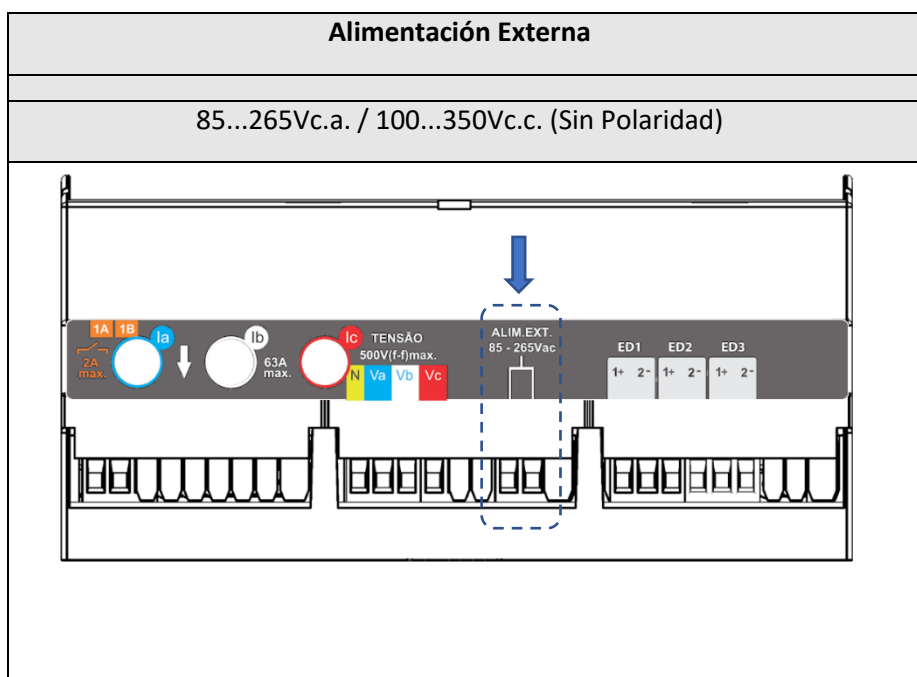 Alimentación Externa
85...265Vc.a. / 100...350Vc.c. (Sin Polaridad)
1A 1B
2A
max.
Ia
Ib
63A
max.
Ic
TENSÃO
500V(f-f)max.
N Va Vb Vc
ALIM.EXT.
85 - 265Vac
ED1 ED2 ED3
1+ 2- 1+ 2- 1+ 2-